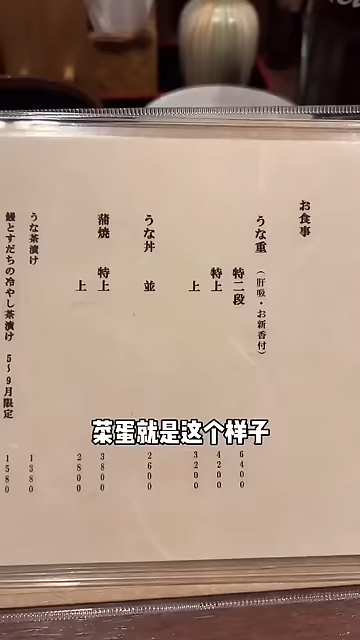 お食事
うな重 (肝吸・お新香付)
特二段 6400
特上 4200
上 3200
うな丼 並 2600
蒲焼 特上 3800
上 2800
うな茶漬け 1380
鰻とすだちの冷やし茶漬け 5～9月限定 1580
菜蛋就是这个样子